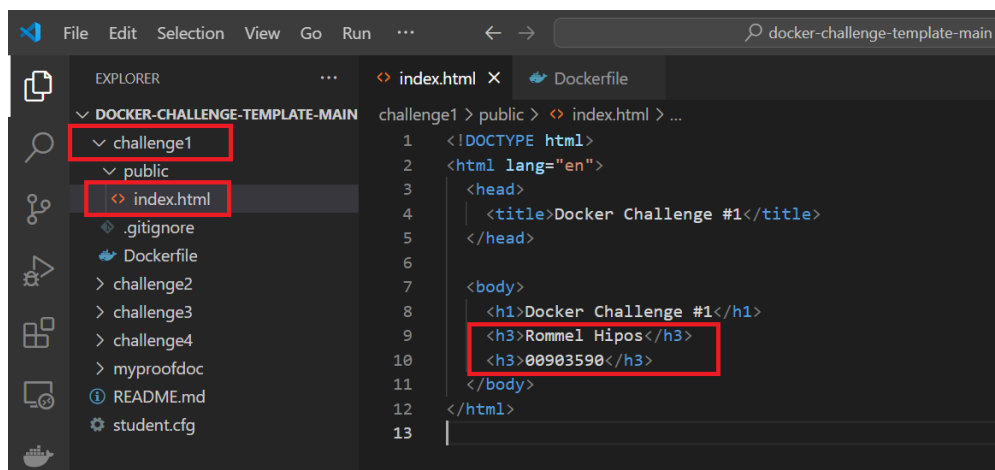 File Edit Selection View Go Run ··· ← → docker-challenge-template-main
EXPLORER ···
DOCKER-CHALLENGE-TEMPLATE-MAIN
challenge1
public
<> index.html
.gitignore
Dockerfile
challenge2
challenge3
challenge4
myproofdoc
README.md
student.cfg
<> index.html × Dockerfile
challenge1 > public > <> index.html > ...
1 <!DOCTYPE html>
2 <html lang="en">
3 <head>
4 <title>Docker Challenge #1</title>
5 </head>
6
7 <body>
8 <h1>Docker Challenge #1</h1>
9 <h3>Rommel Hipos</h3>
10 <h3>00903590</h3>
11 </body>
12 </html>
13